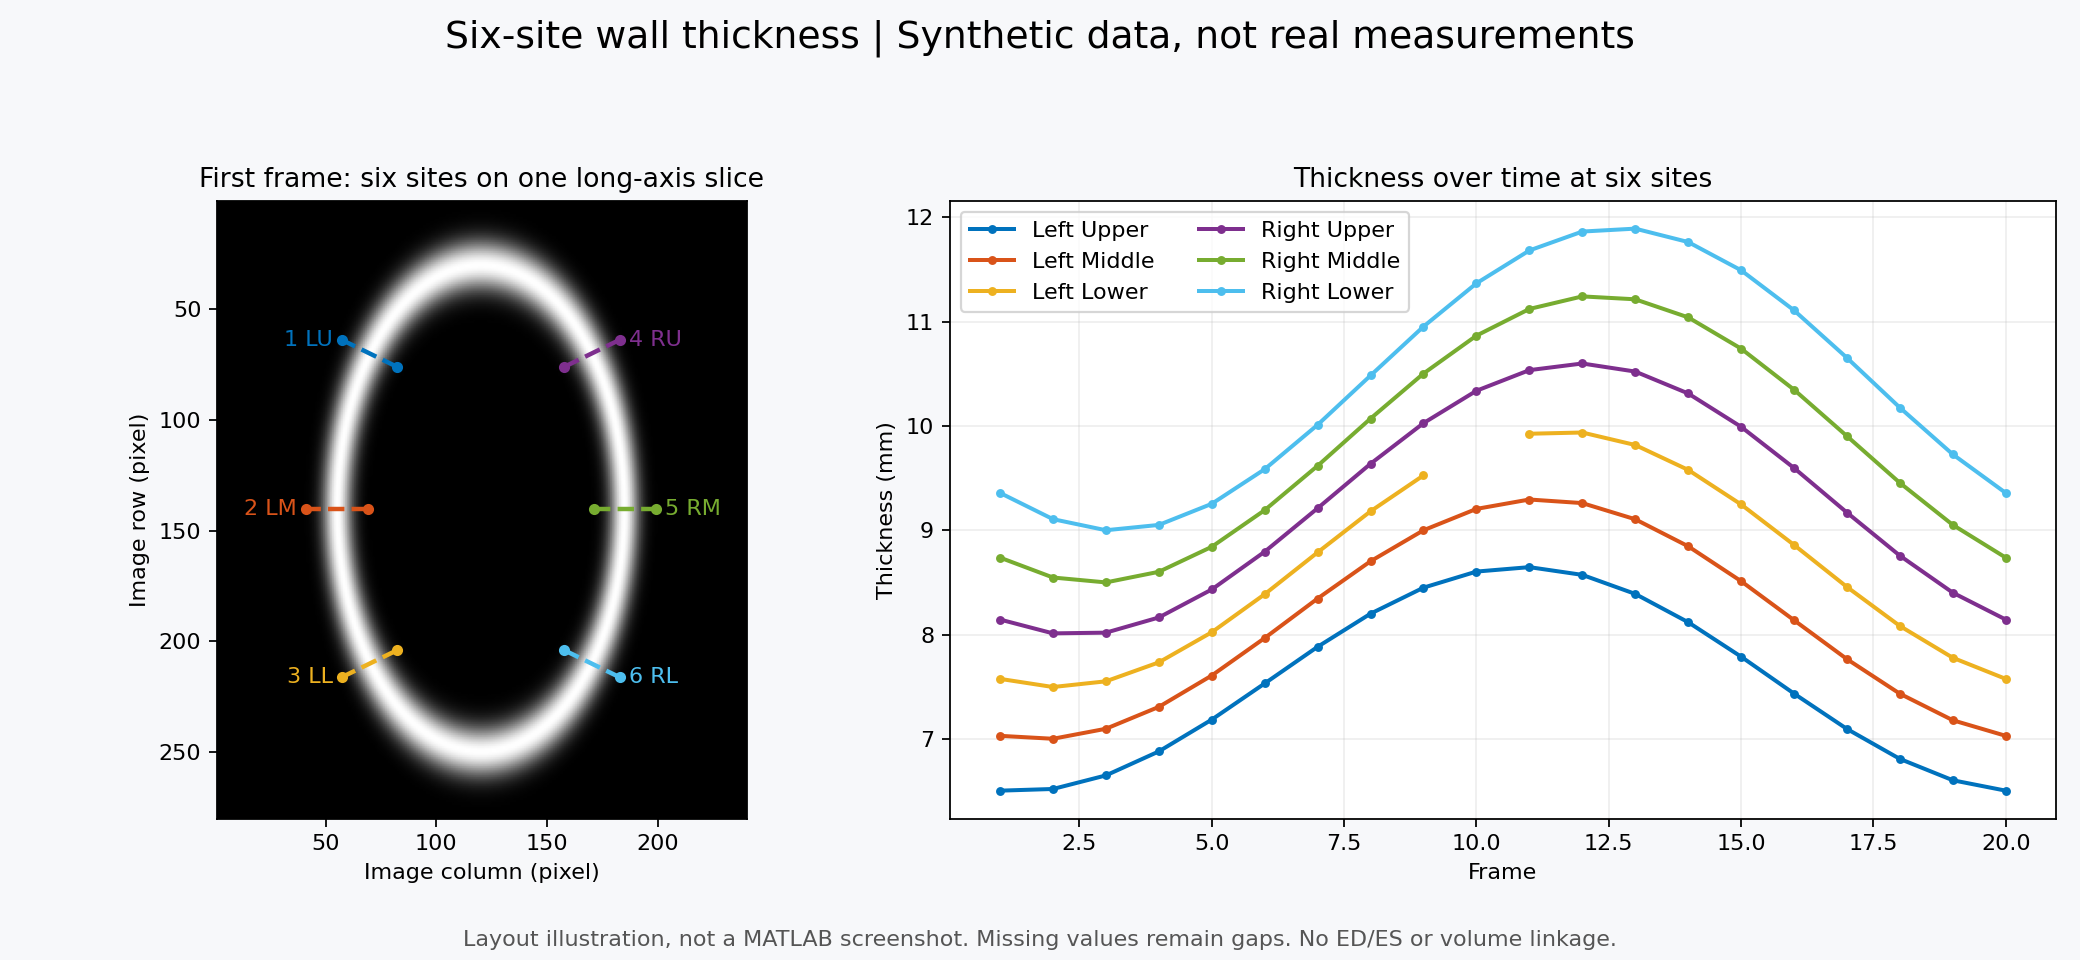 Six-site wall thickness | Synthetic data, not real measurements
First frame: six sites on one long-axis slice
50
100
150
200
250
Image row (pixel)
1 LU
4 RU
2 LM
5 RM
3 LL
6 RL
50
100
150
200
Image column (pixel)
Thickness over time at six sites
12
11
10
9
8
7
Thickness (mm)
Left Upper
Left Middle
Left Lower
Right Upper
Right Middle
Right Lower
2.5
5.0
7.5
10.0
12.5
15.0
17.5
20.0
Frame
Layout illustration, not a MATLAB screenshot. Missing values remain gaps. No ED/ES or volume linkage.